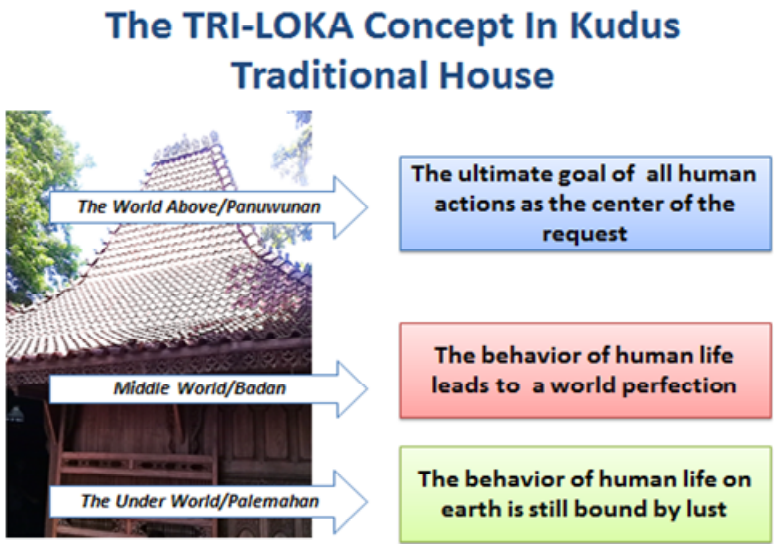 The TRI-LOKA Concept In Kudus
Traditional House
The World Above/Panuwunan
The ultimate goal of all human
actions as the center of the
request
Middle World/Badan
The behavior of human life
leads to a world perfection
The Under World/Palemahan
The behavior of human life on
earth is still bound by lust